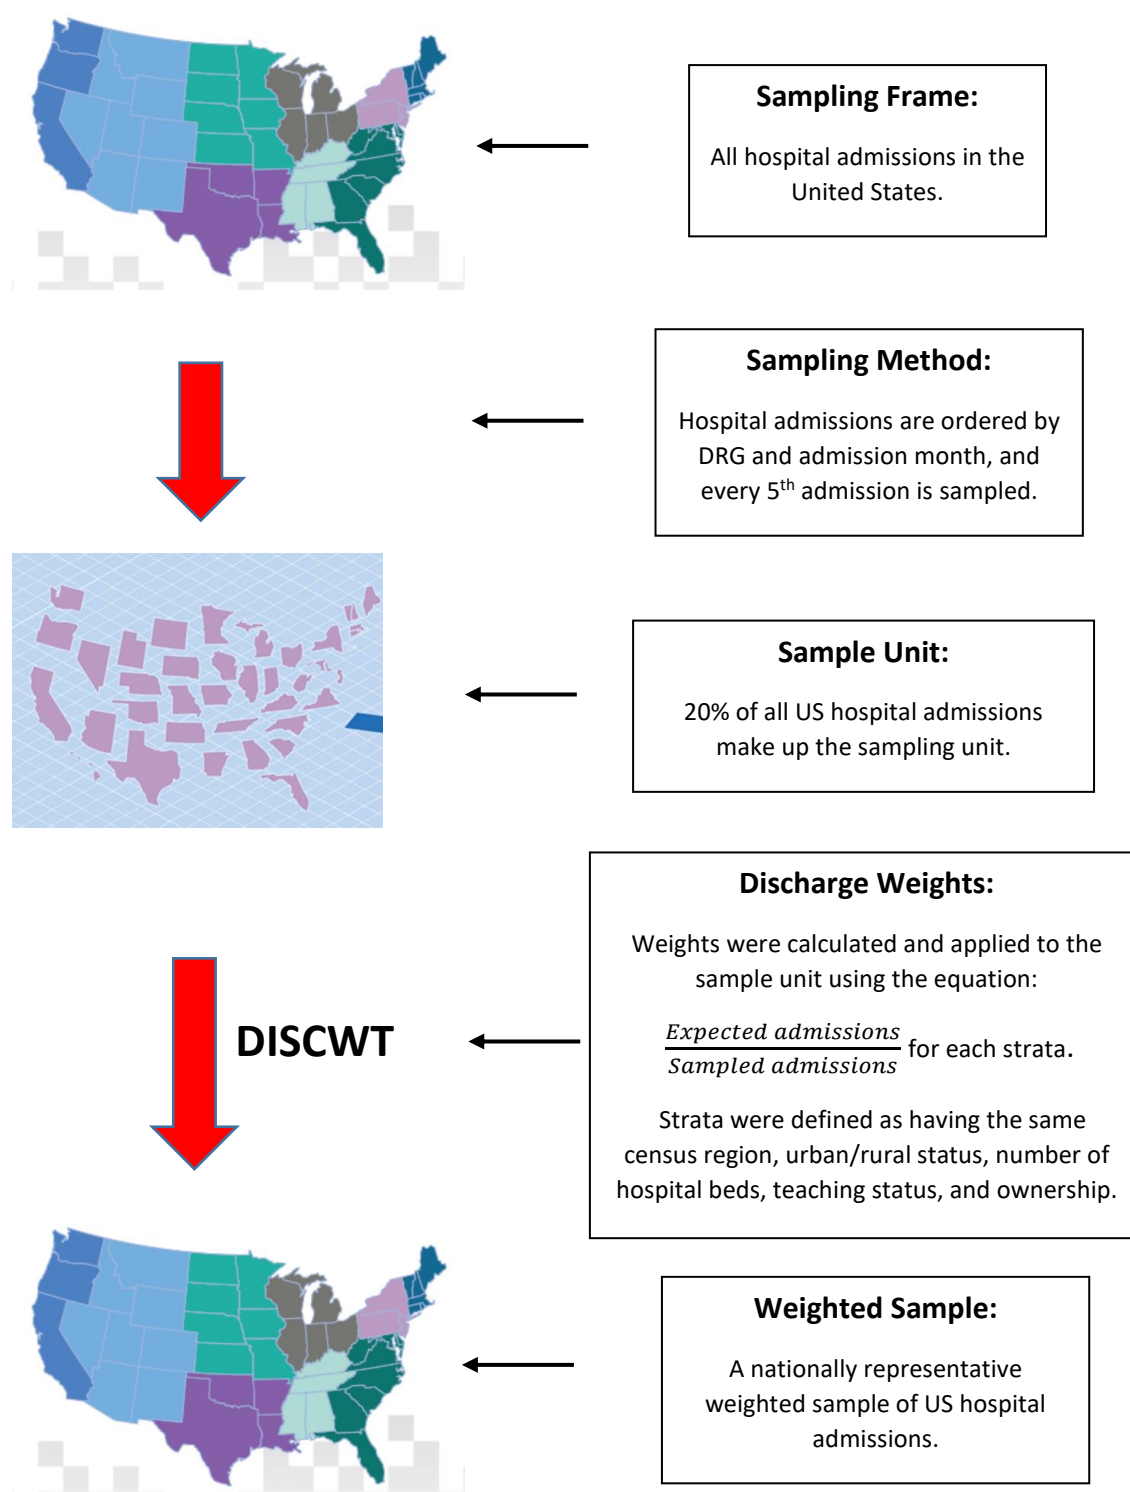 Sampling Frame:
All hospital admissions in the
United States.
Sampling Method:
Hospital admissions are ordered by
DRG and admission month, and
every 5th admission is sampled.
Sample Unit:
20% of all US hospital admissions
make up the sampling unit.
Discharge Weights:
Weights were calculated and applied to the
sample unit using the equation:
Expected admissions
Sampled admissions for each strata.
Strata were defined as having the same
census region, urban/rural status, number of
hospital beds, teaching status, and ownership.
DISCWT
Weighted Sample:
A nationally representative
weighted sample of US hospital
admissions.